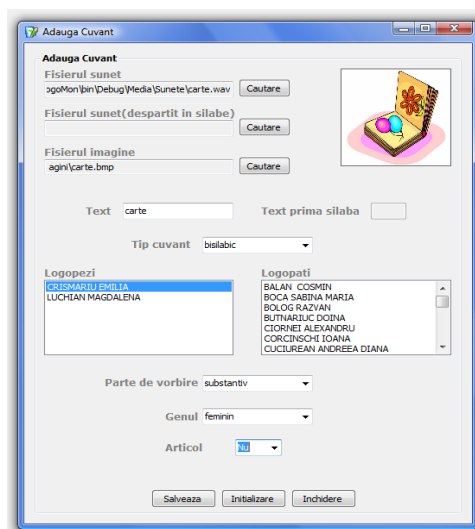 Adauga Cuvant
Adauga Cuvant
Fisierul sunet
ogoMon\bin\Debug\Media\Sunete\carte.wav Cautare
Fisierul sunet(despartit in silabe)
Cautare
Fisierul imagine
agini\carte.bmp Cautare
Text carte Text prima silaba
Tip cuvant bisilabic
Logopezi Logopati
CRISMARIU EMILIA BALAN COSMIN
LUCHIAN MAGDALENA BOCA SABINA MARIA
BOLOG RAZVAN
BUTNARIUC DOINA
CIORNEI ALEXANDRU
CORCINSCHI IOANA
CUCIUREAN ANDREEA DIANA
Parte de vorbire substantiv
Genul feminin
Articol Nu
Salveaza Initializare Inchidere